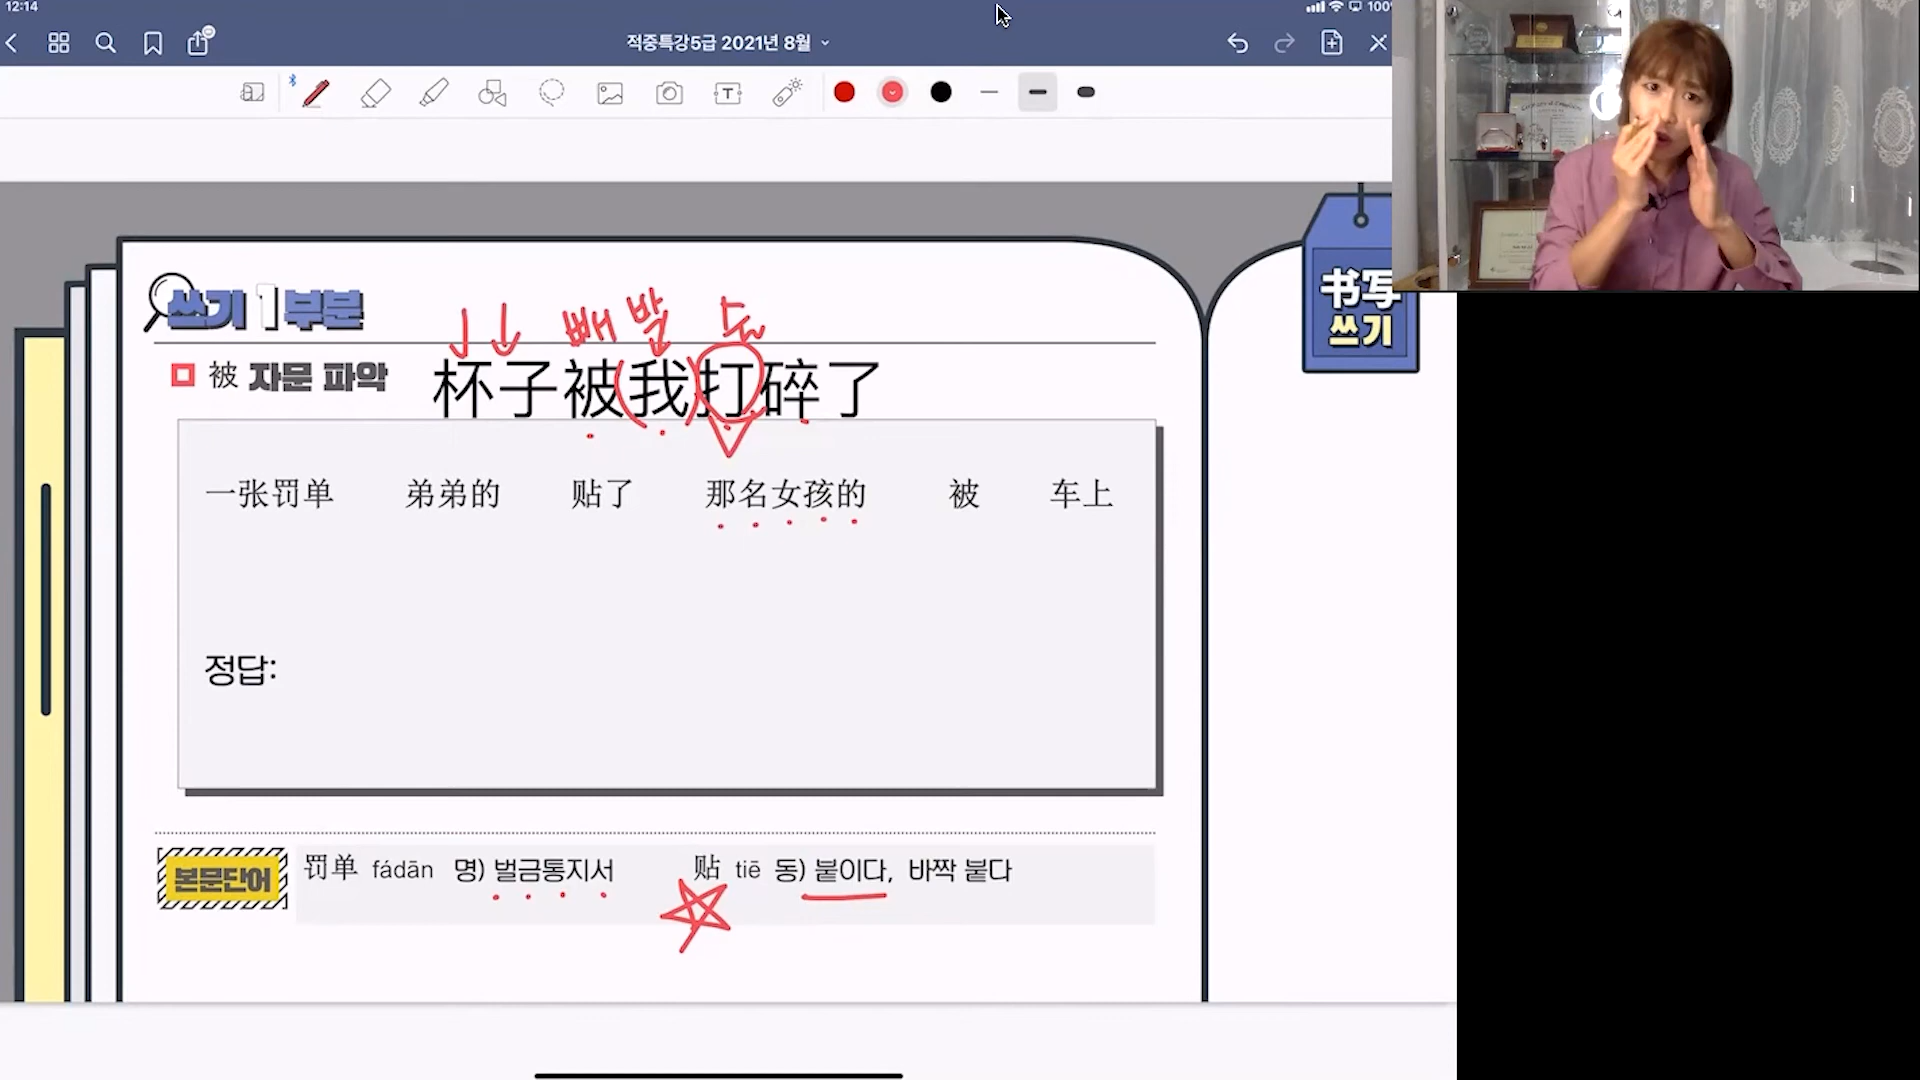 12:14
100%
적중특강5급 2021년 8월
书写
쓰기
쓰기 1 부분
빼 발 손
被 자문 파악
杯子被(我)打碎了
一张罚单 弟弟的 贴了 那名女孩的 被 车上
정답:
본문단어
罚单 fádān 명) 벌금통지서 贴 tiē 동) 붙이다, 바짝 붙다